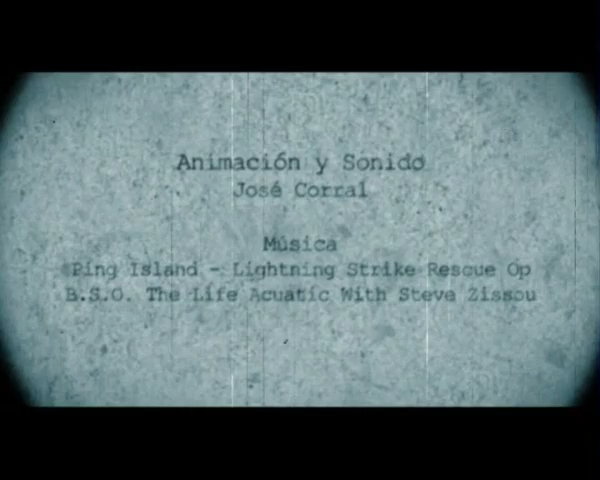 Animación y Sonido
José Corral
Música
Ping Island - Lightning Strike Rescue Op
B.S.O. The Life Acuatic With Steve Zissou